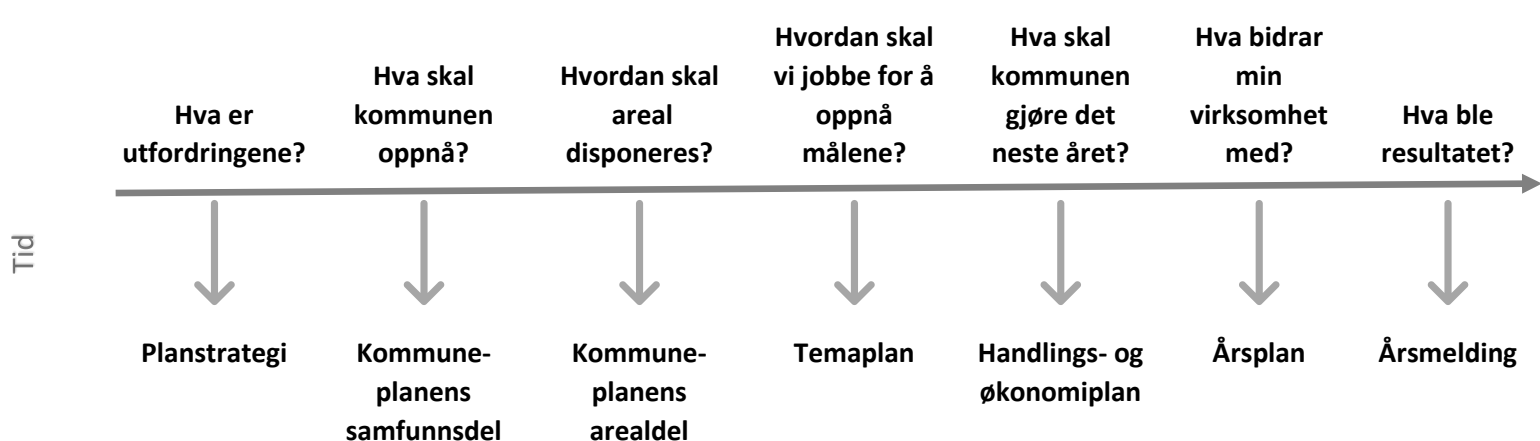 Hva er
utfordringene?
Hva skal
kommunen
oppnå?
Hvordan skal
areal
disponeres?
Hvordan skal
vi jobbe for å
oppnå
målene?
Hva skal
kommunen
gjøre det
neste året?
Hva bidrar
min
virksomhet
med?
Hva ble
resultatet?
Tid
Planstrategi
Kommune-
planens
samfunnsdel
Kommune-
planens
arealdel
Temaplan
Handlings- og
økonomiplan
Årsplan
Årsmelding